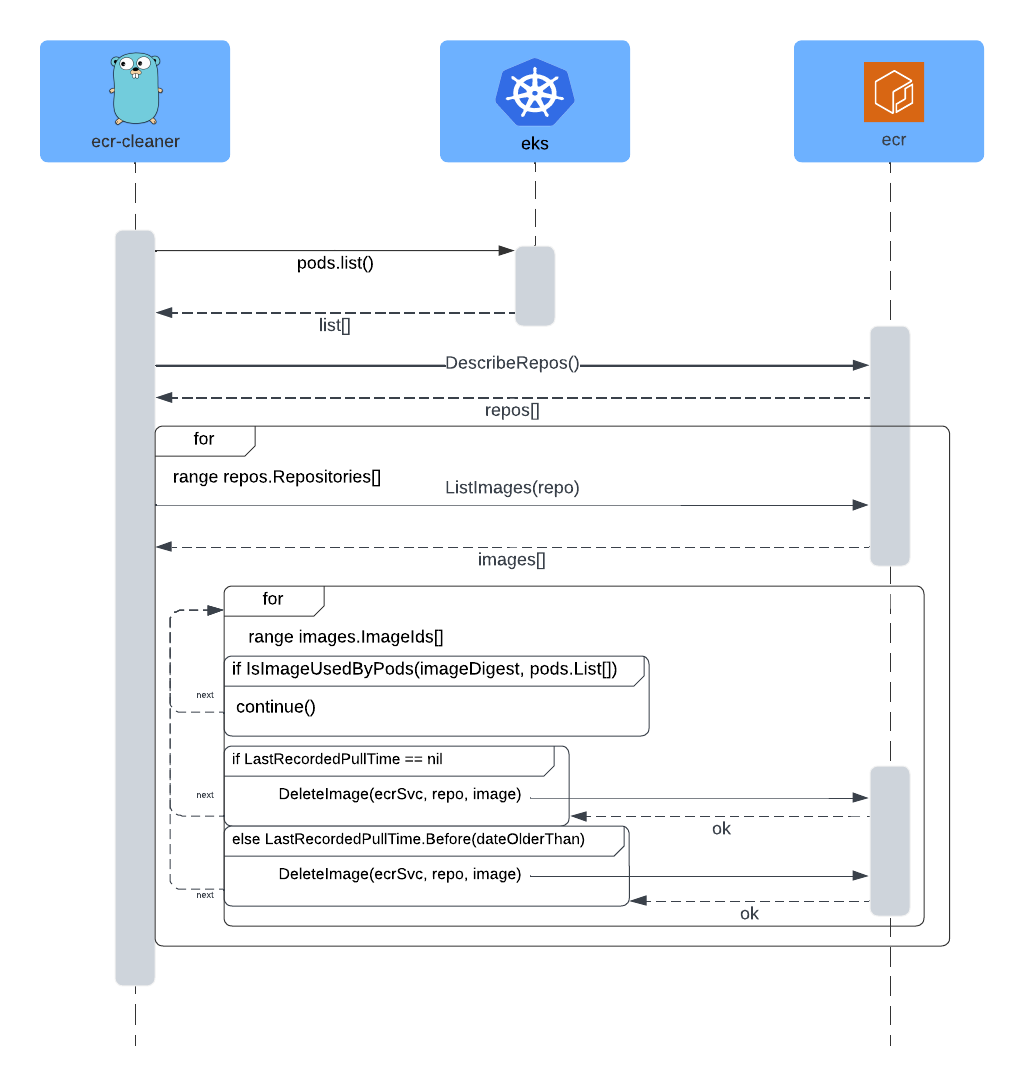 ecr-cleaner
eks
ecr
pods.list()
list[]
DescribeRepos()
repos[]
for
range repos.Repositories[]
ListImages(repo)
images[]
for
range images.ImageIds[]
if IsImageUsedByPods(imageDigest, pods.List[])
next
continue()
if LastRecordedPullTime == nil
next
DeleteImage(ecrSvc, repo, image)
ok
else LastRecordedPullTime.Before(dateOlderThan)
DeleteImage(ecrSvc, repo, image)
next
ok